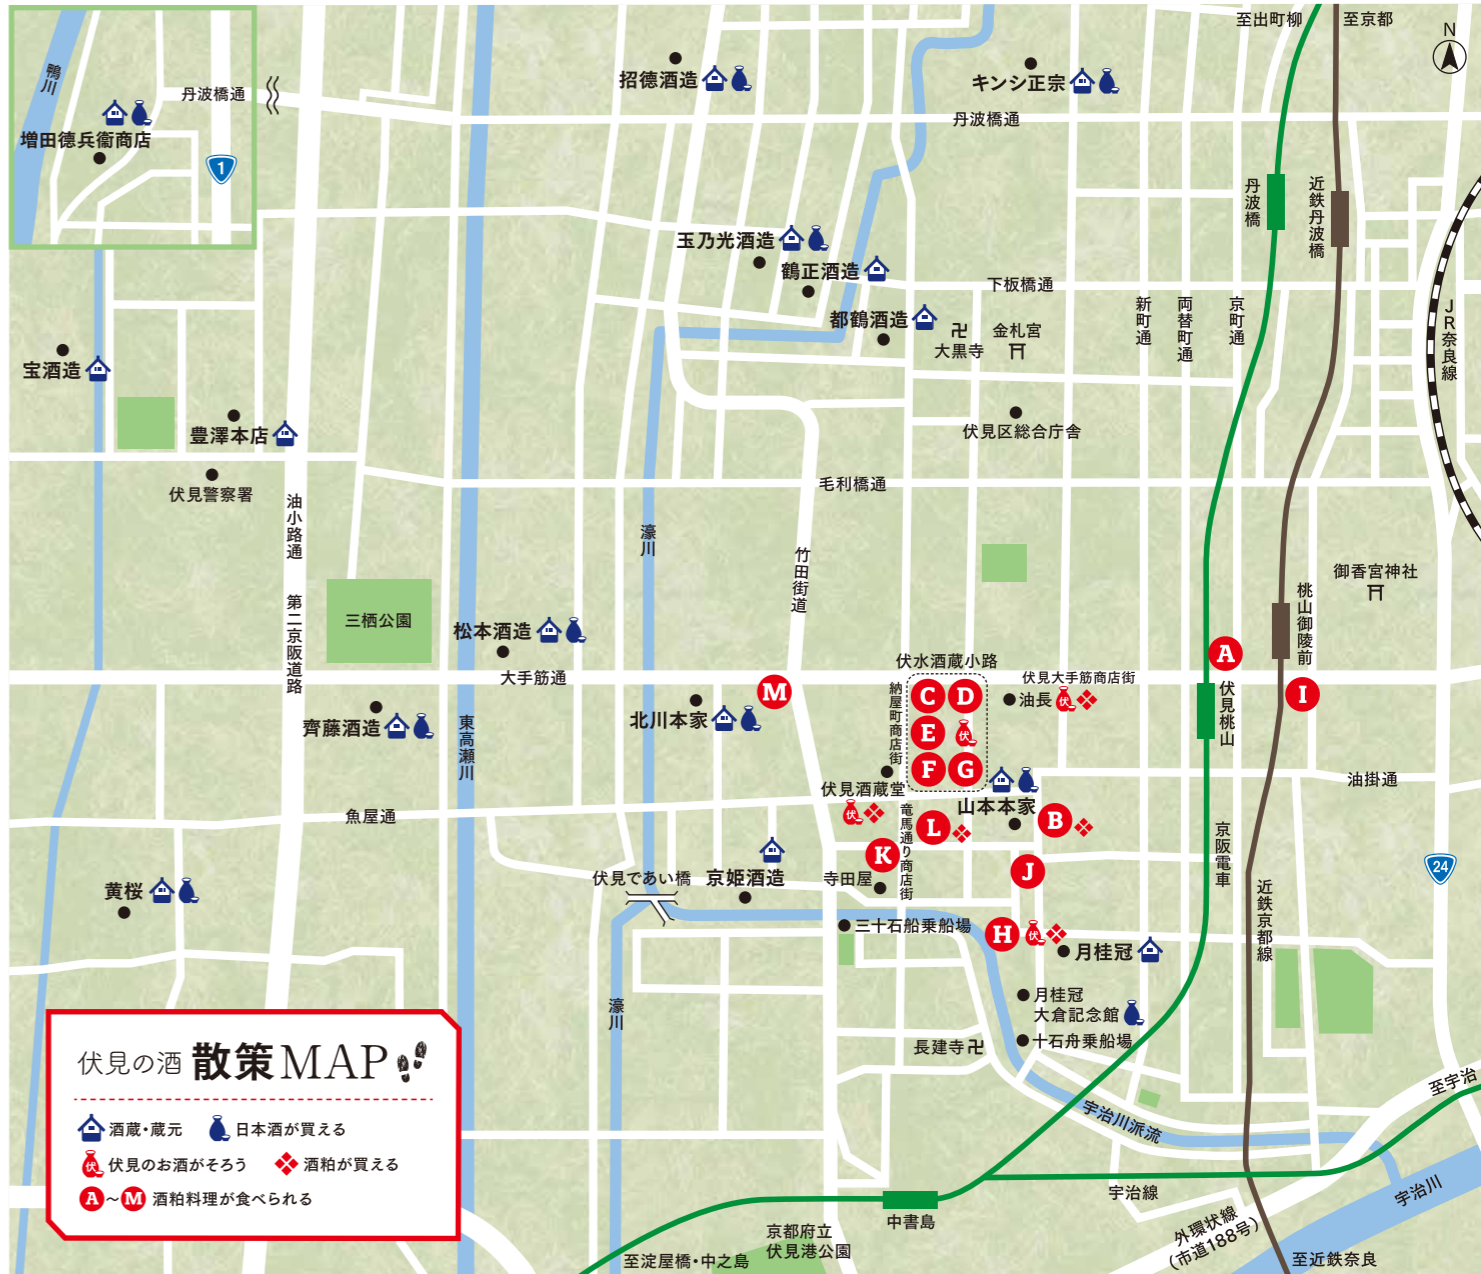 至出町柳
至京都
N
鴨川
丹波橋通
増田德兵衞商店
1
招德酒造
キンシ正宗
丹波橋通
丹波橋
近鉄丹波橋
JR奈良線
玉乃光酒造
鶴正酒造
都鶴酒造
大黒寺
金札宮
下板橋通
新町通
両替町通
京町通
宝酒造
豊澤本店
伏見警察署
伏見区総合庁舎
毛利橋通
油小路通
第二京阪道路
濠川
竹田街道
御香宮神社
桃山御陵前
三栖公園
松本酒造
大手筋通
伏水酒蔵小路
伏見大手筋商店街
A
I
M
C
D
E
伏
F
G
納屋町商店街
油長
伏
伏見桃山
齊藤酒造
東高瀬川
北川本家
伏見酒蔵堂
伏
山本本家
油掛通
魚屋通
竜馬通り商店街
L
B
K
J
京阪電車
24
黄桜
伏見であい橋
京姫酒造
寺田屋
近鉄京都線
三十石船乗船場
H
伏
月桂冠
月桂冠
大倉記念館
十石舟乗船場
濠川
長建寺
宇治川派流
至宇治
宇治川
宇治線
中書島
京都府立
伏見港公園
外環状線
(市道188号)
至淀屋橋・中之島
至近鉄奈良
伏見の酒 散策MAP
酒蔵・蔵元
日本酒が買える
伏
伏見のお酒がそろう
酒粕が買える
A～M 酒粕料理が食べられる